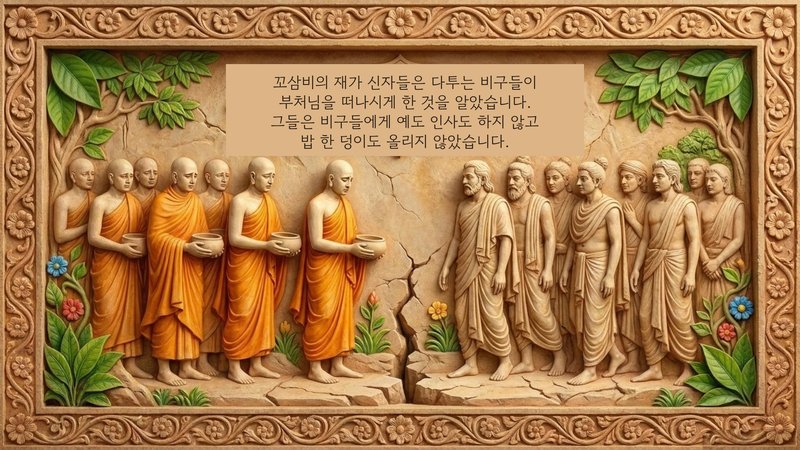 꼬삼비의 재가 신자들은 다투는 비구들이
부처님을 떠나시게 한 것을 알았습니다.
그들은 비구들에게 예도 인사도 하지 않고
밥 한 덩이도 올리지 않았습니다.